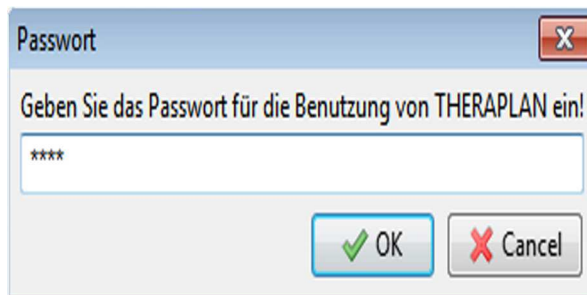 Passwort
Geben Sie das Passwort für die Benutzung von THERAPLAN ein!
****
OK
Cancel